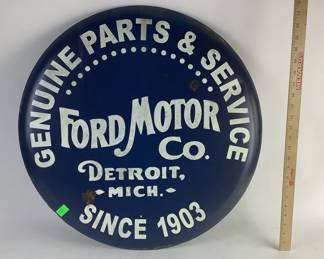 GENUINE PARTS & SERVICE
FORD MOTOR
CO.
DETROIT,
MICH.
SINCE 1903